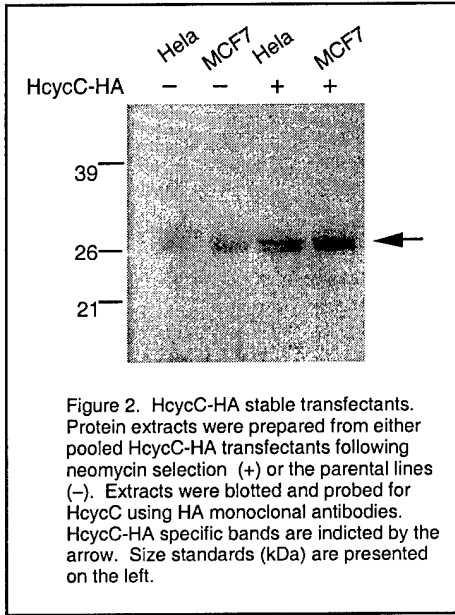 Hela MCF7 Hela MCF7
HcycC-HA – – + +
39
26
21
Figure 2. HcycC-HA stable transfectants.
Protein extracts were prepared from either
pooled HcycC-HA transfectants following
neomycin selection (+) or the parental lines
(–). Extracts were blotted and probed for
HcycC using HA monoclonal antibodies.
HcycC-HA specific bands are indicted by the
arrow. Size standards (kDa) are presented
on the left.